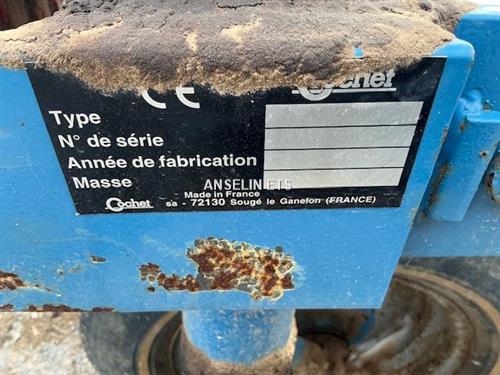 CE Cochet
Type
N° de série
Année de fabrication
Masse
ANSELIN ETS
Made in France
Cochet sa - 72130 Sougé le Ganelon (FRANCE)